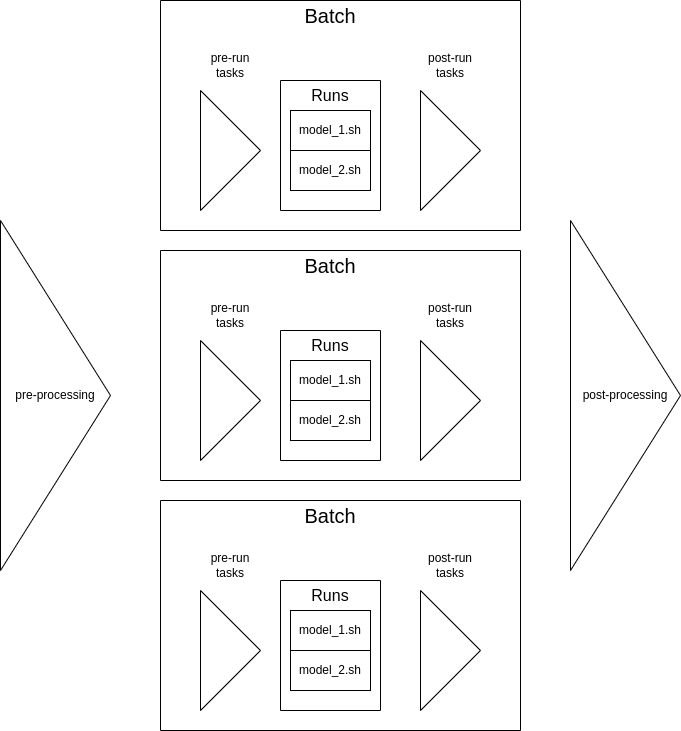 Batch
pre-run
tasks
post-run
tasks
Runs
model_1.sh
model_2.sh
pre-processing
Batch
pre-run
tasks
post-run
tasks
Runs
model_1.sh
model_2.sh
post-processing
Batch
pre-run
tasks
post-run
tasks
Runs
model_1.sh
model_2.sh